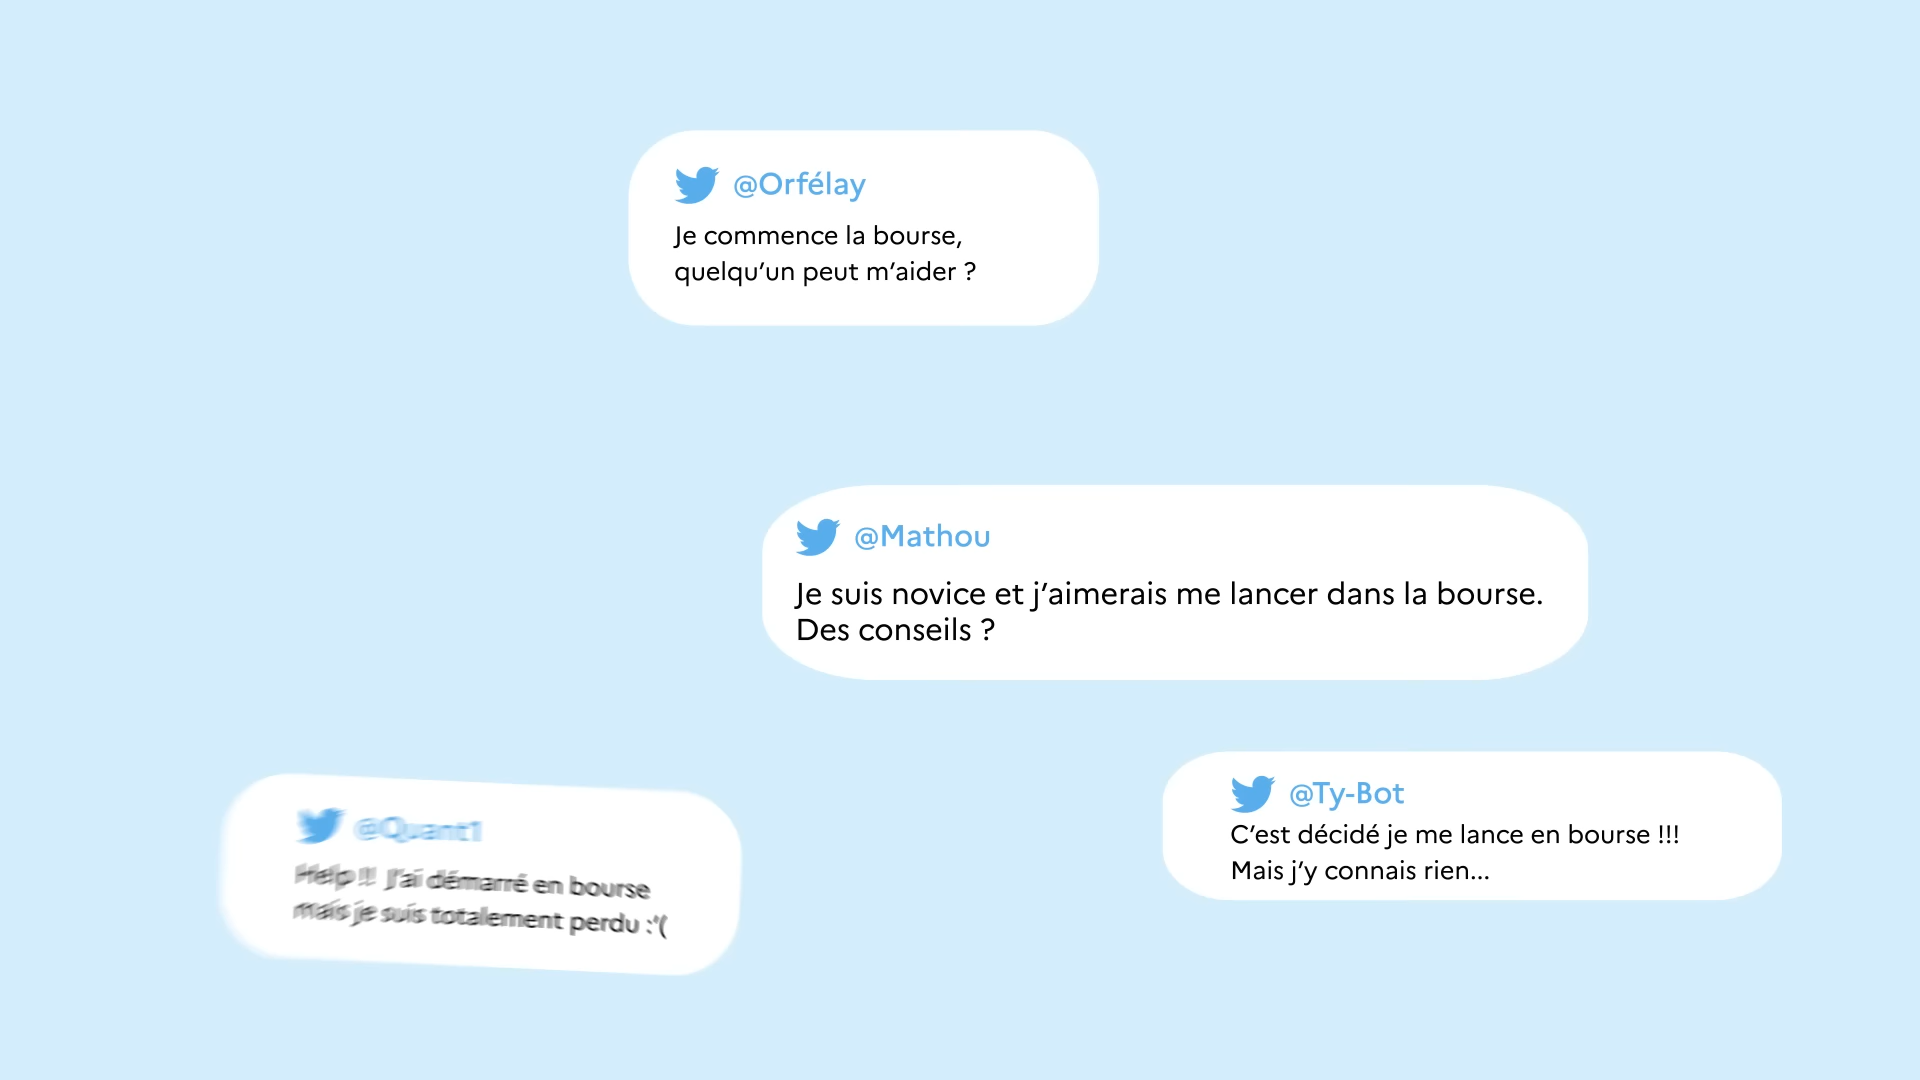 @Orfélay
Je commence la bourse,
quelqu’un peut m’aider ?
@Mathou
Je suis novice et j’aimerais me lancer dans la bourse.
Des conseils ?
@Ty-Bot
C’est décidé je me lance en bourse !!!
Mais j’y connais rien...
@Quant1
Help !! J’ai démarré en bourse
mais je suis totalement perdu :’(